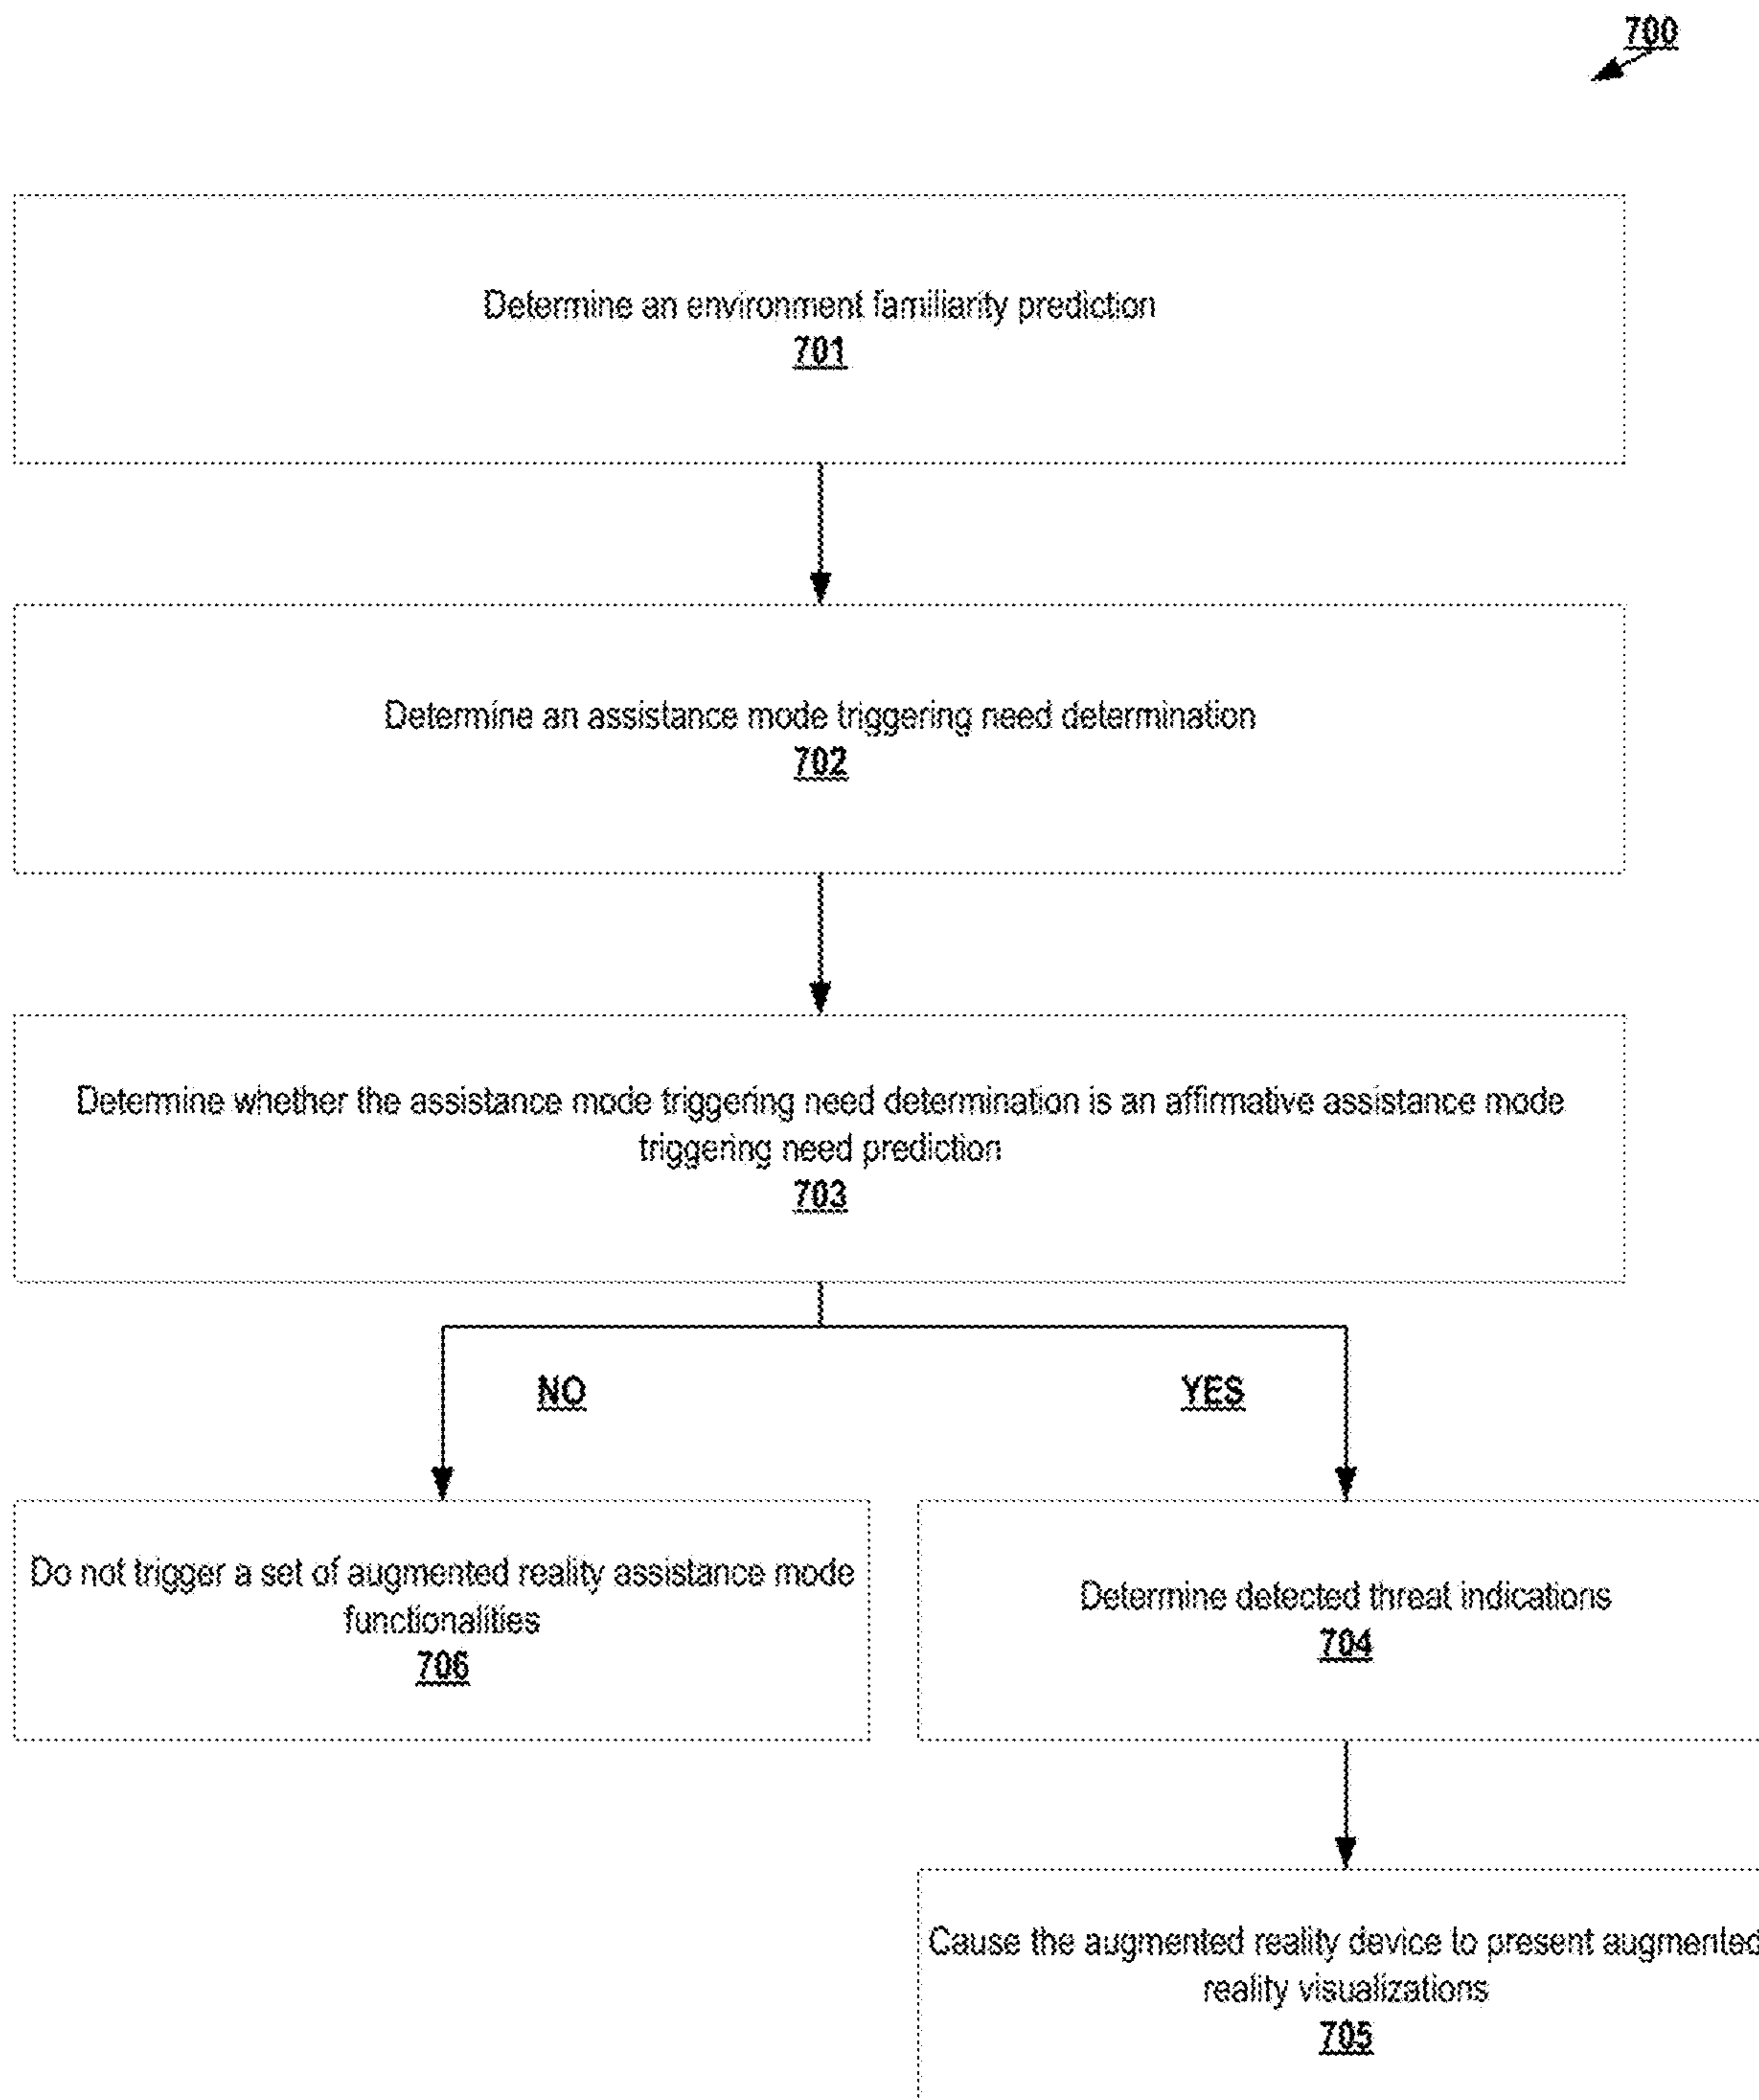 700
Determine an environment familiarity prediction
701
Determine an assistance mode triggering need determination
702
Determine whether the assistance mode triggering need determination is an affirmative assistance mode
triggering need prediction
703
NO
YES
Do not trigger a set of augmented reality assistance mode
functionalities
706
Determine detected threat indications
704
Cause the augmented reality device to present augmented
reality visualizations
705